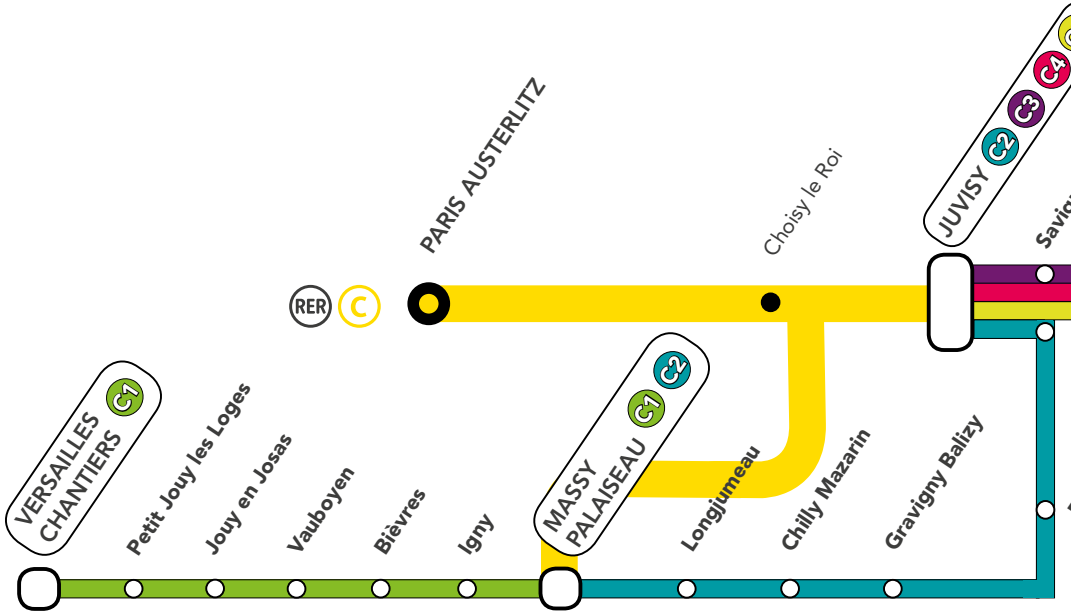 PARIS AUSTERLITZ
Choisy le Roi
JUVISY C2 C3 C4
RER C
VERSAILLES
CHANTIERS C1
Petit Jouy les Loges
Jouy en Josas
Vauboyen
Bièvres
Igny
MASSY
PALAISEAU C1 C2
Longjumeau
Chilly Mazarin
Gravigny Balizy